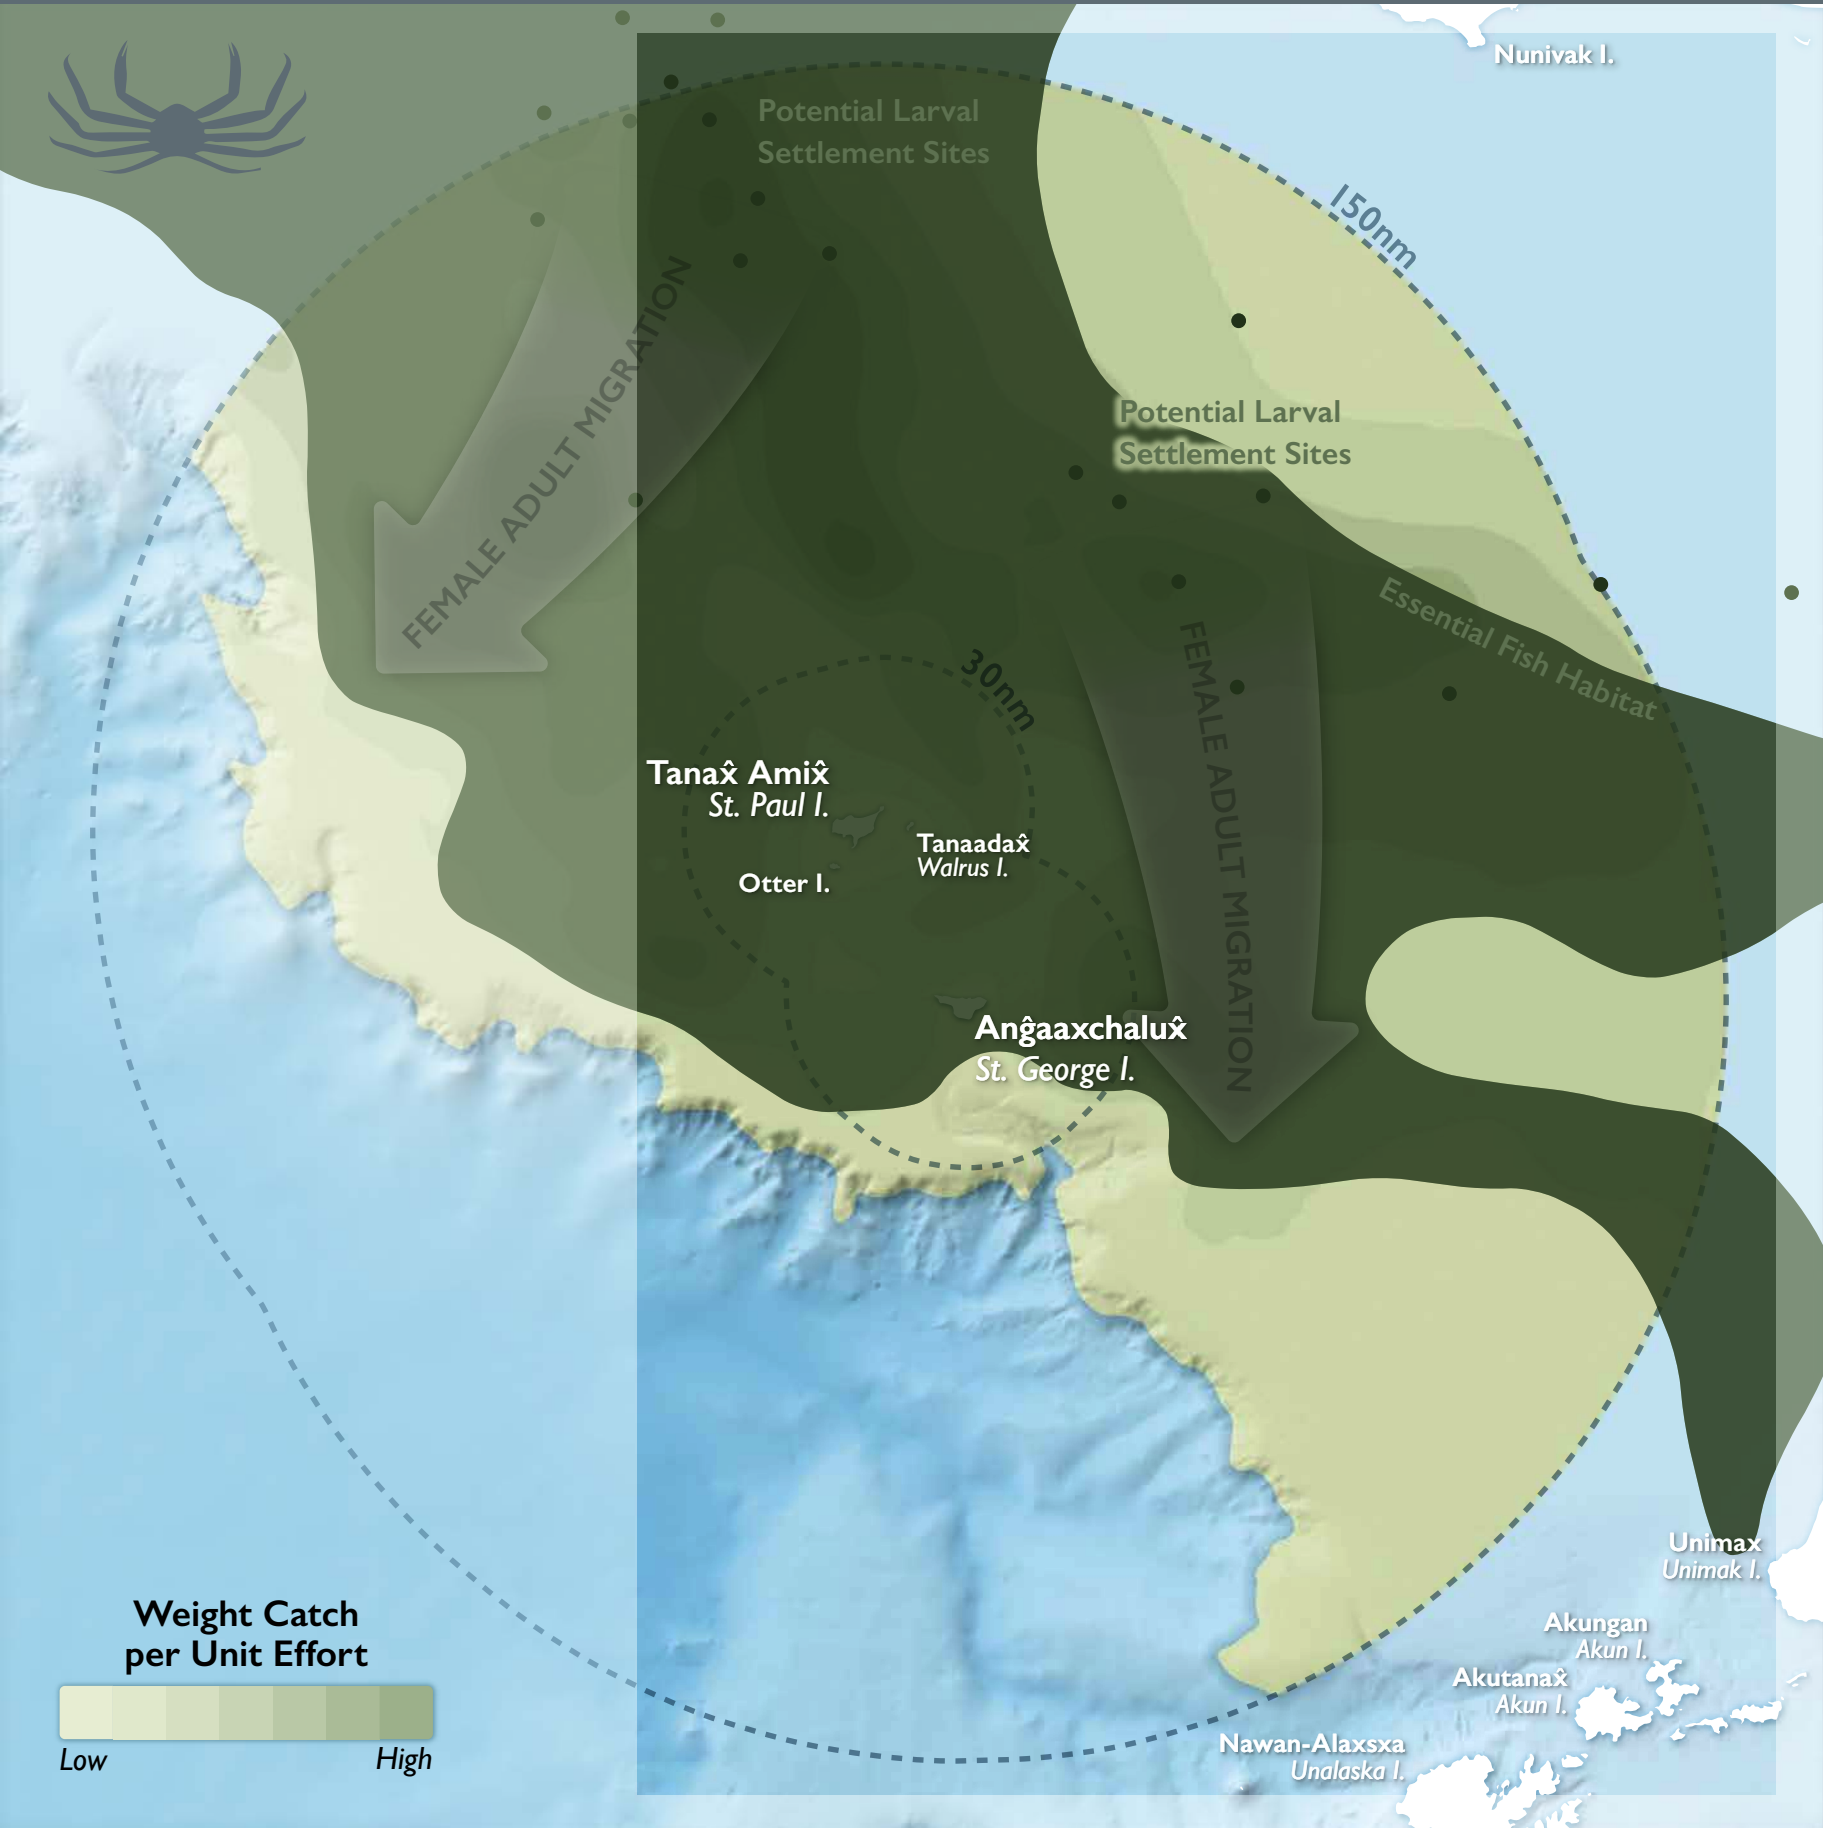 Nunivak I.
Potential Larval
Settlement Sites
150nm
FEMALE ADULT MIGRATION
Potential Larval
Settlement Sites
Essential Fish Habitat
30nm
FEMALE ADULT MIGRATION
Tanax̂ Amix̂
St. Paul I.
Tanaadax̂
Walrus I.
Otter I.
Anĝaaxchalux̂
St. George I.
Unimax
Unimak I.
Akungan
Akun I.
Akutanax̂
Akun I.
Nawan-Alaxsxa
Unalaska I.
Weight Catch
per Unit Effort
Low
High